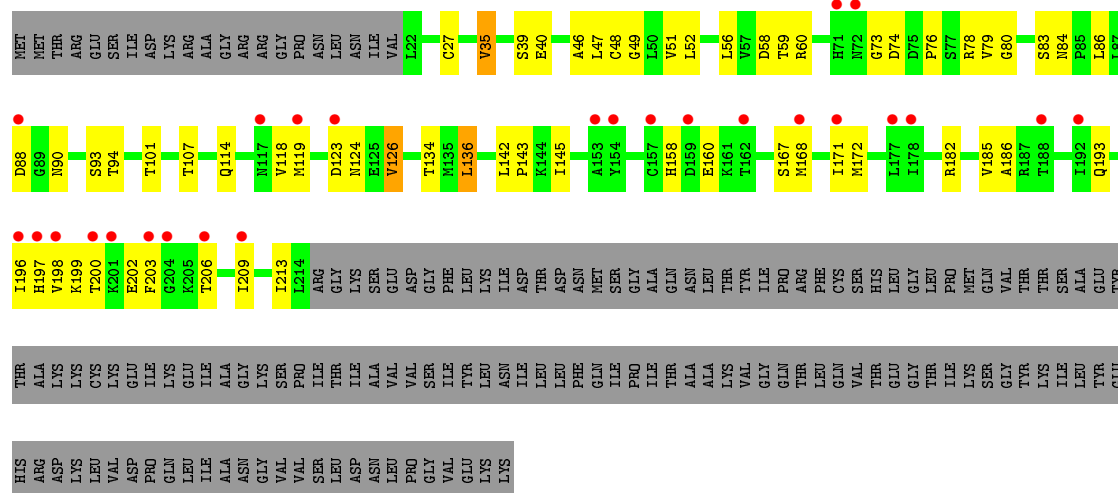 MET MET THR ARG GLU SER ILE ASP LYS ARG ALA GLY ARG ARG GLY PRO ASN LEU ASN ILE VAL L22 C27 V35 S39 E40 A46 L47 C48 G49 L50 V51 L52 L56 V57 D58 T59 R60 H71 N72 G73 D74 D75 P76 S77 R78 V79 G80 S83 N84 P85 L86 L87
D88 G89 N90 S93 T94 T101 T107 Q114 N117 V118 M119 D123 N124 E125 V126 T134 M135 L136 L142 P143 K144 I145 A153 Y154 C157 H158 D159 E160 K161 T162 S167 M168 I171 M172 L177 I178 R182 V185 A186 R187 T188 I192 Q193
I196 H197 V198 K199 T200 K201 E202 F203 G204 K205 T206 I209 I213 L214 ARG GLY LYS SER GLU ASP GLY PHE LEU LYS ILE ASP THR ASP ASN MET SER GLY ALA GLN ASN LEU THR TYR ILE PRO ARG PHE CYS SER HIS LEU GLY LEU PRO LYS MET GLN VAL THR THR SER ALA GLU TYR
THR ALA LYS LYS CYS LYS GLU ILE LYS GLU ILE ALA GLY LYS SER PRO ILE THR ILE ALA VAL VAL SER ILE TYR LEU ASN ILE LEU LEU PHE GLN ILE PRO ILE THR ALA ALA LYS VAL GLY GLN THR LEU GLN VAL THR GLU GLY THR ILE LYS SER GLY TYR LYS ILE LEU TYR GLU
HIS ARG ASP LYS LEU VAL ASP PRO GLN LEU ILE ALA ASN GLY VAL VAL SER LEU ASP ASN LEU PRO GLY VAL GLU LYS LYS